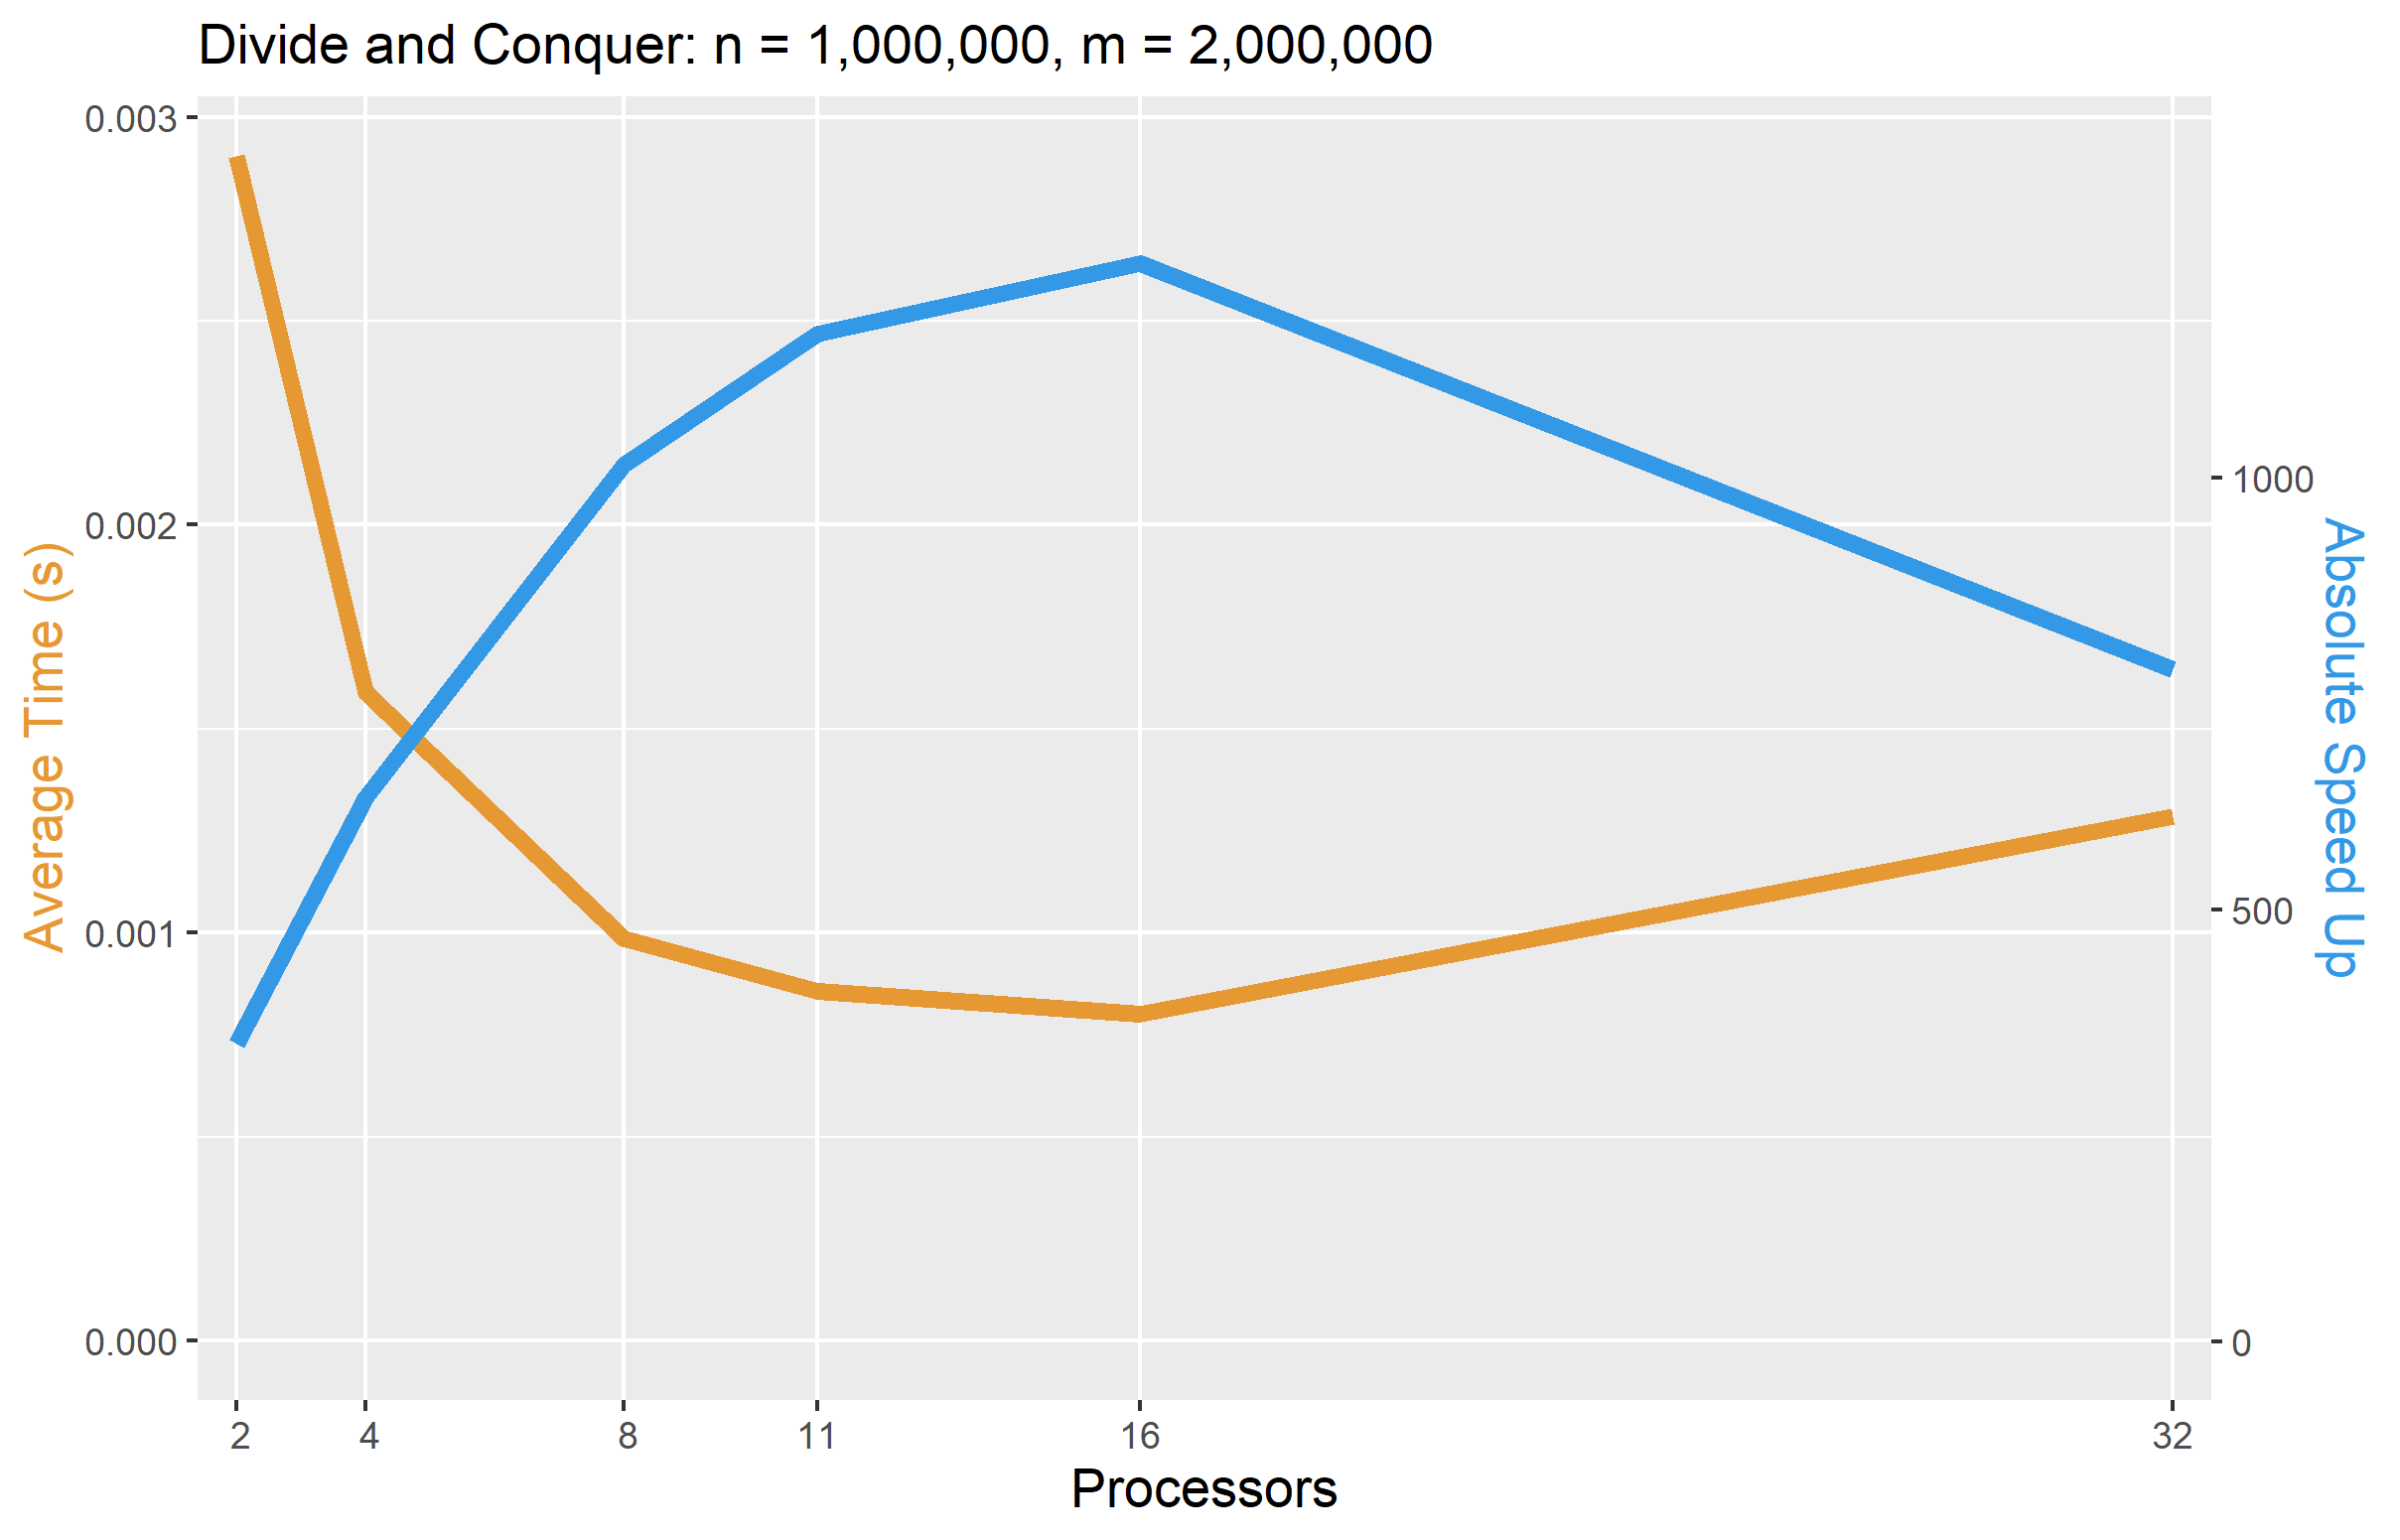 Divide and Conquer: n = 1,000,000, m = 2,000,000
0.003
0.002
0.001
0.000
Average Time (s)
1000
500
0
Absolute Speed Up
2 4 8 11 16 32
Processors